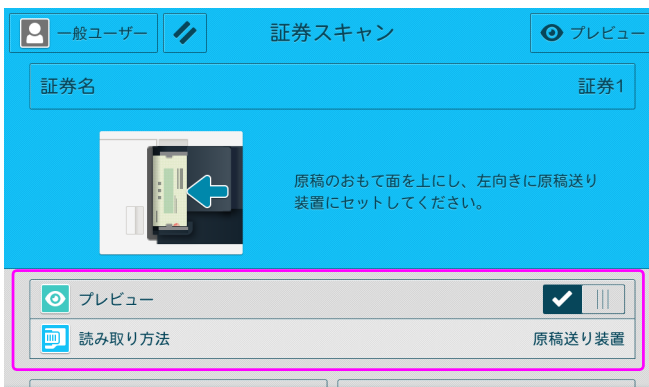 一般ユーザー
証券スキャン
プレビュー
証券名
証券1
原稿のおもて面を上にし、左向きに原稿送り
装置にセットしてください。
プレビュー
読み取り方法
原稿送り装置